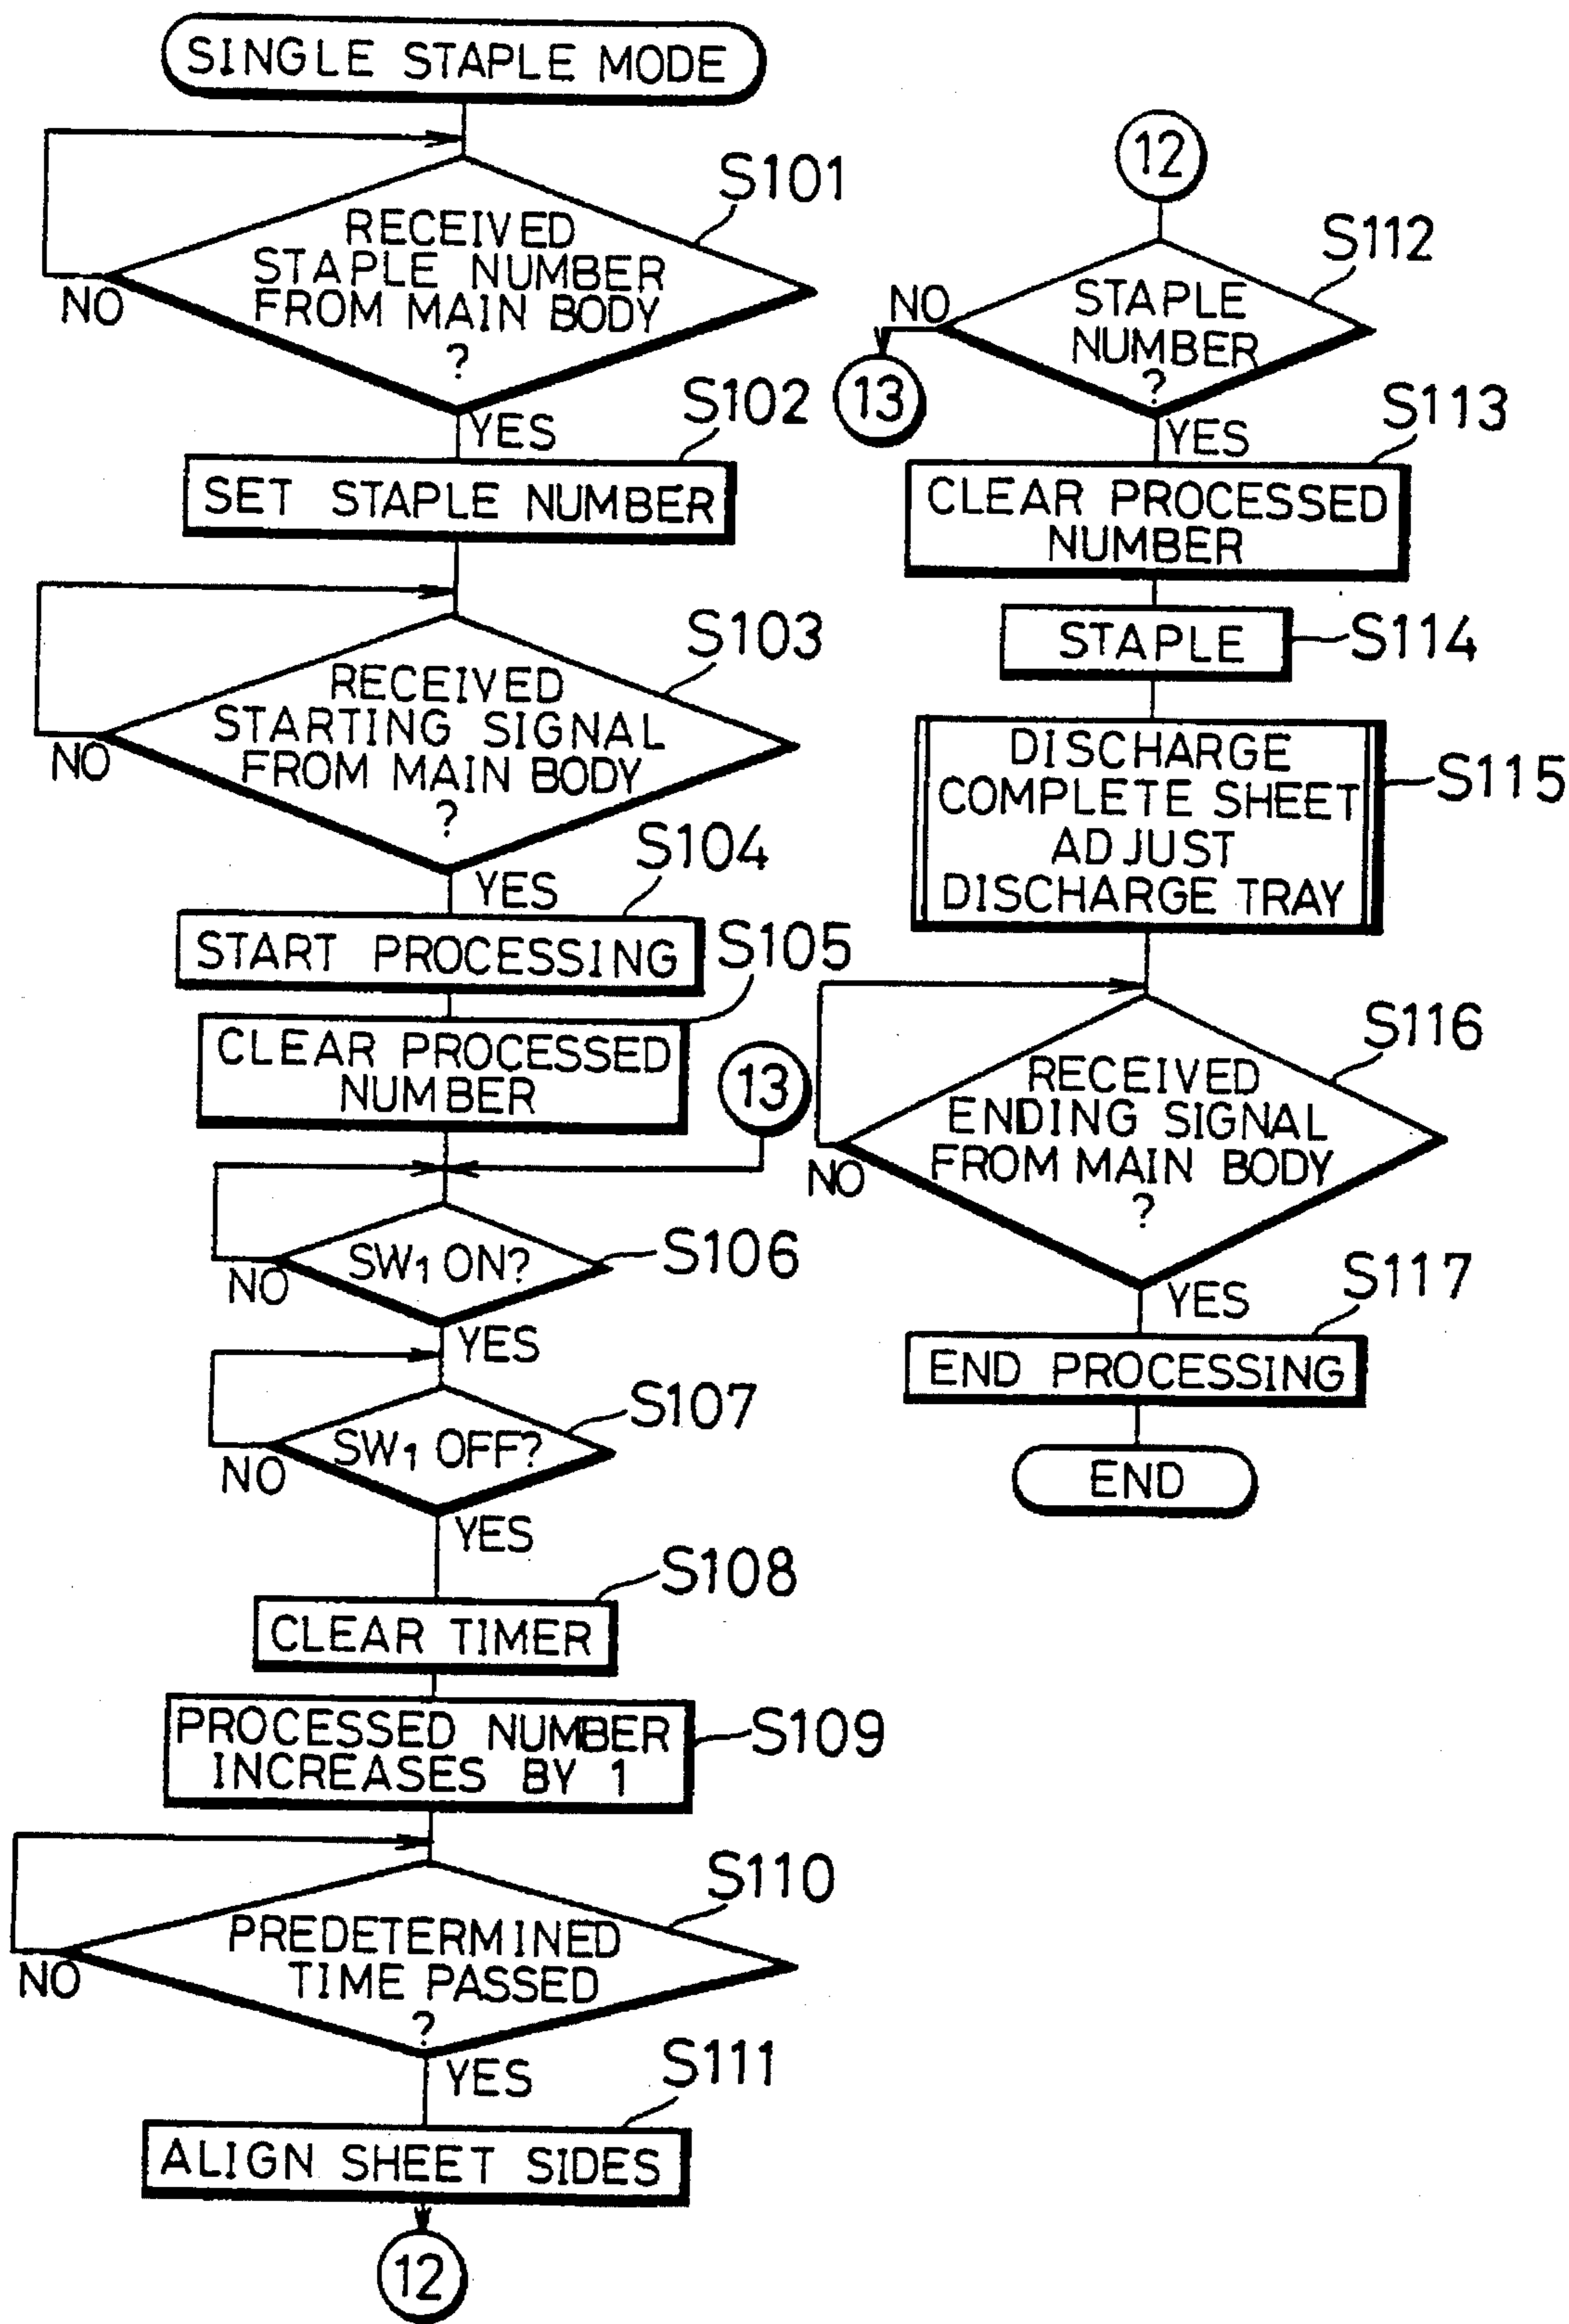 SINGLE STAPLE MODE
S101
RECEIVED
STAPLE NUMBER
FROM MAIN BODY
?
NO
YES
S102
SET STAPLE NUMBER
S103
RECEIVED
STARTING SIGNAL
FROM MAIN BODY
?
NO
YES
S104
START PROCESSING
S105
CLEAR PROCESSED
NUMBER
13
SW1 ON?
S106
NO
YES
SW1 OFF?
S107
NO
YES
S108
CLEAR TIMER
PROCESSED NUMBER
INCREASES BY 1
S109
S110
PREDETERMINED
TIME PASSED
?
NO
YES
S111
ALIGN SHEET SIDES
12
12
S112
STAPLE
NUMBER
?
NO
13
YES
S113
CLEAR PROCESSED
NUMBER
STAPLE
S114
DISCHARGE
COMPLETE SHEET
ADJUST
DISCHARGE TRAY
S115
S116
RECEIVED
ENDING SIGNAL
FROM MAIN BODY
?
NO
YES
S117
END PROCESSING
END